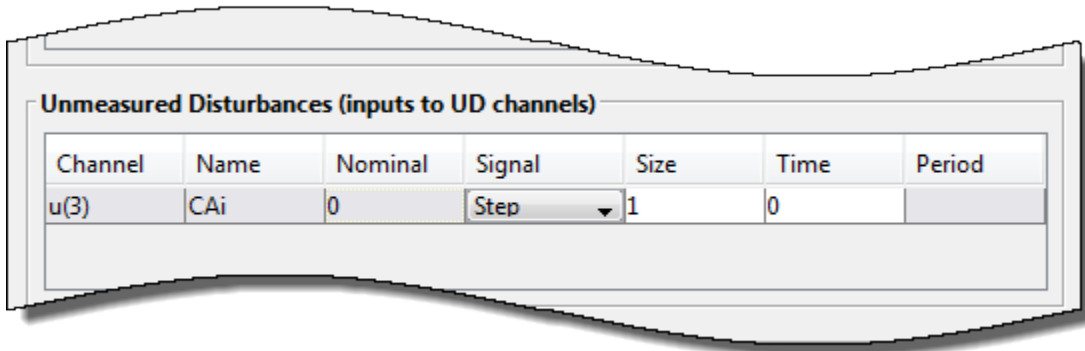 Unmeasured Disturbances (inputs to UD channels)
Channel Name Nominal Signal Size Time Period
u(3) CAi 0 Step 1 0